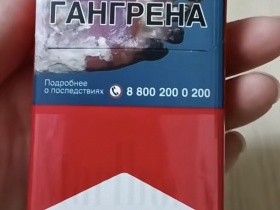 ГАНГРЕНА
Подробнее
о последствиях 8 800 200 0 200